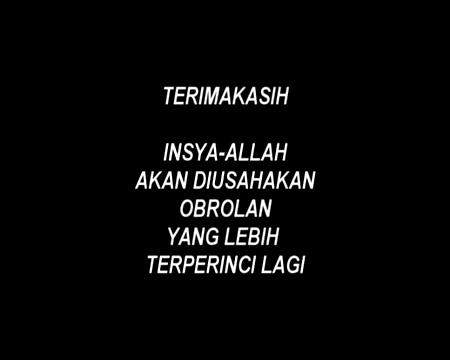 TERIMAKASIH
INSYA-ALLAH
AKAN DIUSAHAKAN
OBROLAN
YANG LEBIH
TERPERINCI LAGI